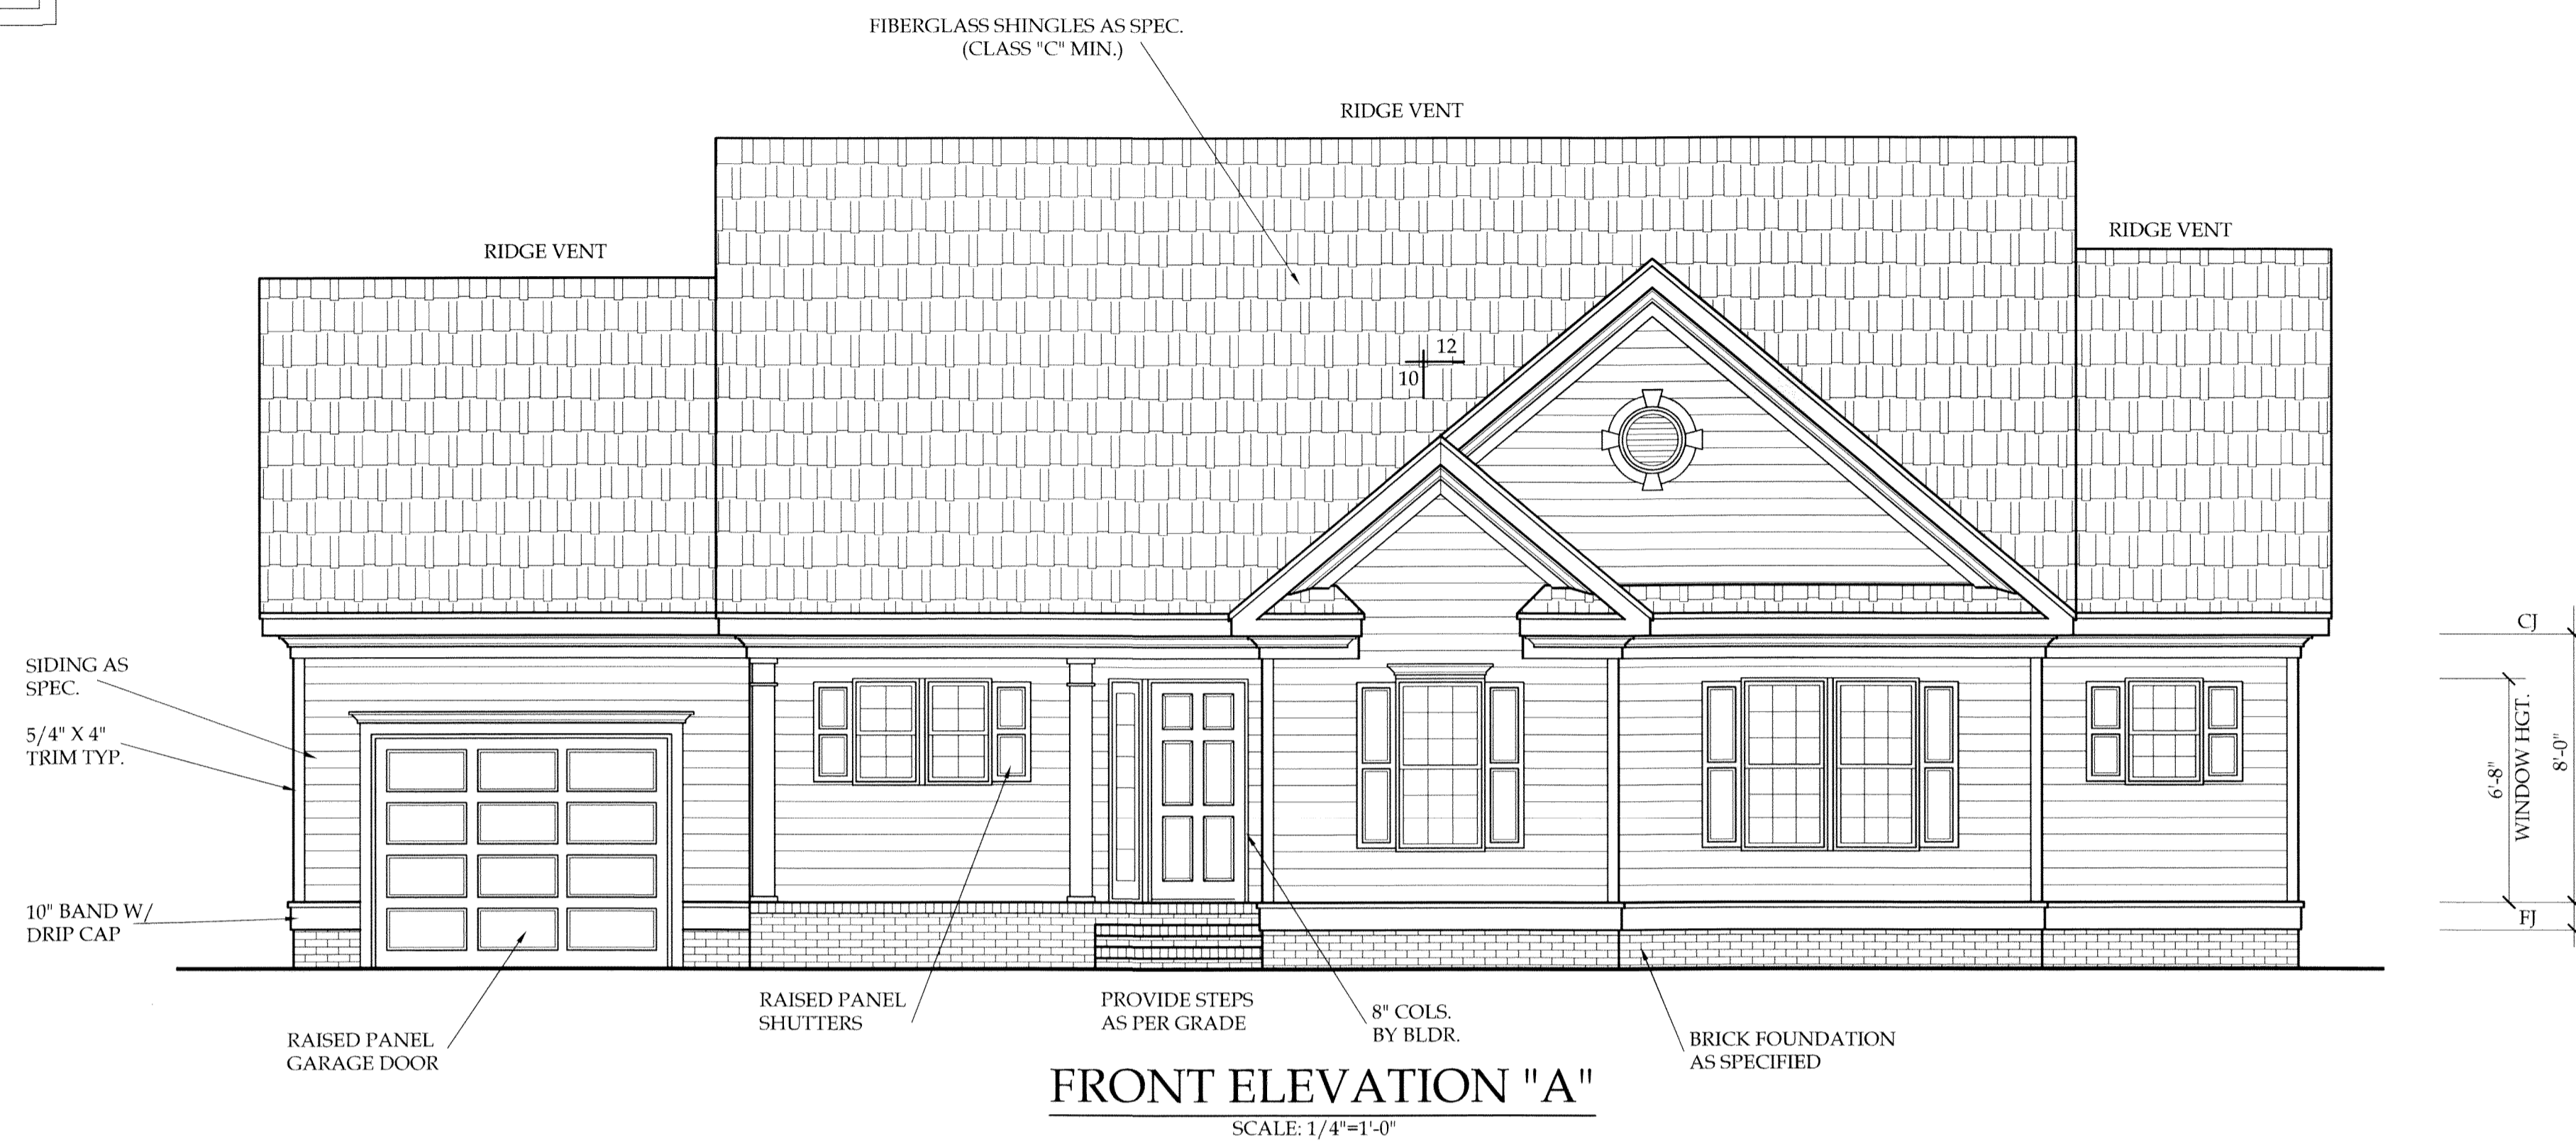 FIBERGLASS SHINGLES AS SPEC.
(CLASS "C" MIN.)
RIDGE VENT
RIDGE VENT
RIDGE VENT
12
10
CJ
SIDING AS
SPEC.
5/4" X 4"
TRIM TYP.
6'-8"
WINDOW HGT.
8'-0"
10" BAND W/
DRIP CAP
FJ
RAISED PANEL
GARAGE DOOR
RAISED PANEL
SHUTTERS
PROVIDE STEPS
AS PER GRADE
8" COLS.
BY BLDR.
BRICK FOUNDATION
AS SPECIFIED
FRONT ELEVATION "A"
SCALE: 1/4"=1'-0"